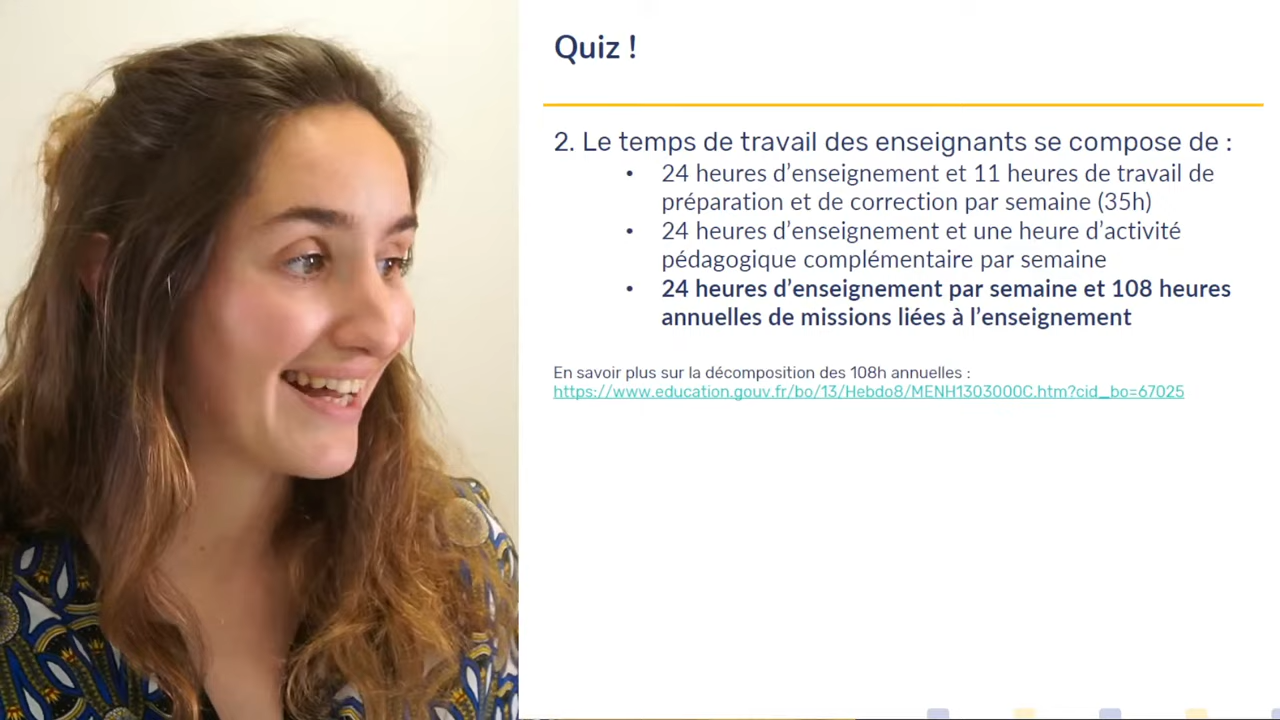 Quiz !
2. Le temps de travail des enseignants se compose de :
• 24 heures d’enseignement et 11 heures de travail de
préparation et de correction par semaine (35h)
• 24 heures d’enseignement et une heure d’activité
pédagogique complémentaire par semaine
• 24 heures d’enseignement par semaine et 108 heures
annuelles de missions liées à l’enseignement
En savoir plus sur la décomposition des 108h annuelles :
https://www.education.gouv.fr/bo/13/Hebdo8/MENH1303000C.htm?cid_bo=67025